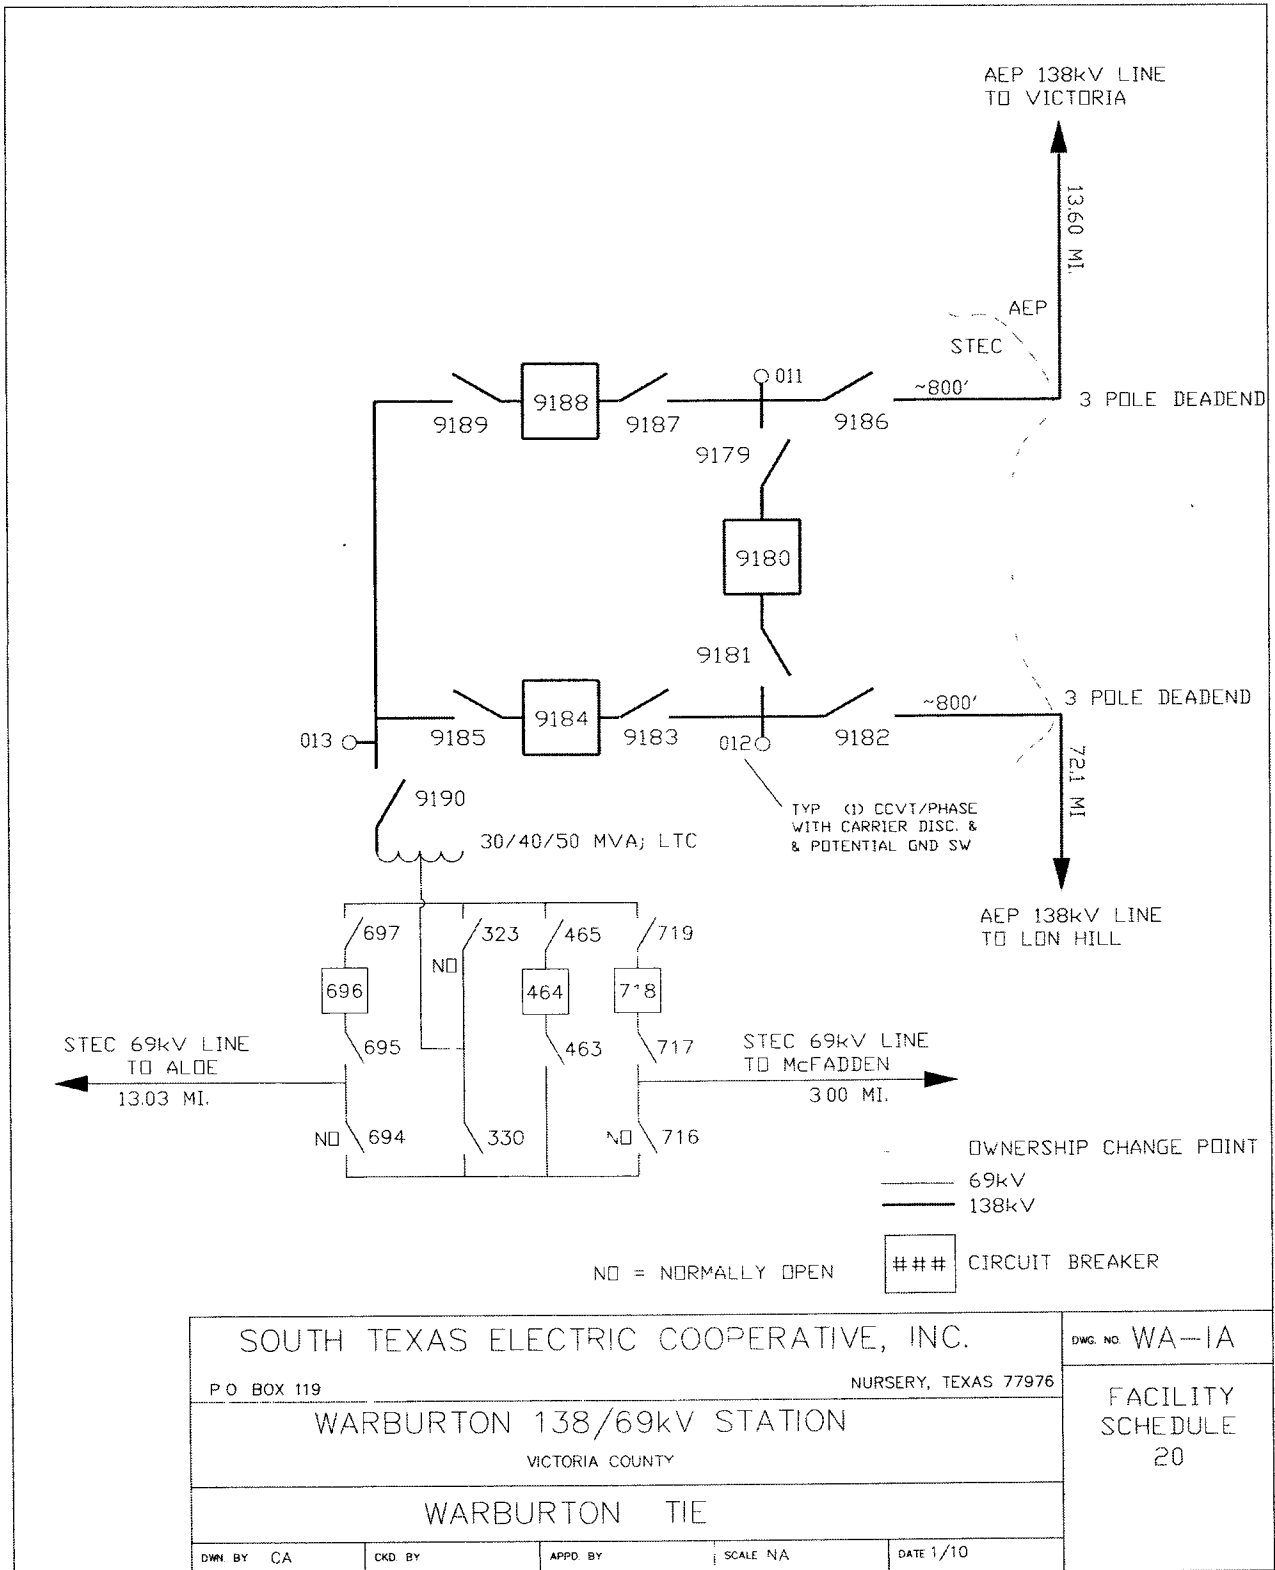 AEP 138kV LINE
TO VICTORIA
13.60 MI.
AEP
STEC
011
~800'
3 POLE DEADEND
9188
9189
9187
9186
9179
9180
9181
3 POLE DEADEND
~800'
9184
013
9185
9183
012
9182
72.1 MI
9190
TYP (1) CCVT/PHASE
WITH CARRIER DISC. &
& POTENTIAL GND SW
30/40/50 MVA; LTC
AEP 138kV LINE
TO LON HILL
697
323
465
719
NO
696
464
718
STEC 69kV LINE
TO ALOE
13.03 MI.
695
463
717
STEC 69kV LINE
TO McFADDEN
3.00 MI.
NO
694
330
NO
716
OWNERSHIP CHANGE POINT
69kV
138kV
NO = NORMALLY OPEN
###
CIRCUIT BREAKER
SOUTH TEXAS ELECTRIC COOPERATIVE, INC.
P O BOX 119
NURSERY, TEXAS 77976
DWG. NO. WA-1A
WARBURTON 138/69kV STATION
VICTORIA COUNTY
FACILITY
SCHEDULE
20
WARBURTON TIE
DWN. BY CA
CKD. BY
APPD. BY
SCALE NA
DATE 1/10